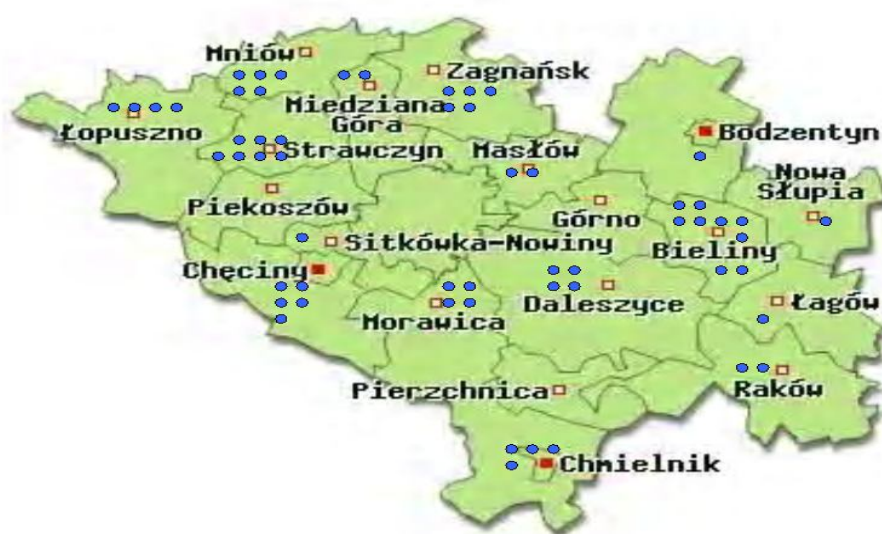 Mniów
Zagnańsk
Miedziana
Góra
Łopuszno
Strawczyn
Masłów
Bodzentyn
Nowa
Słupia
Piekoszów
Górno
Sitkówka-Nowiny
Bieliny
Chęciny
Daleszyce
Łagów
Morawica
Pierzchnica
Raków
Chmielnik